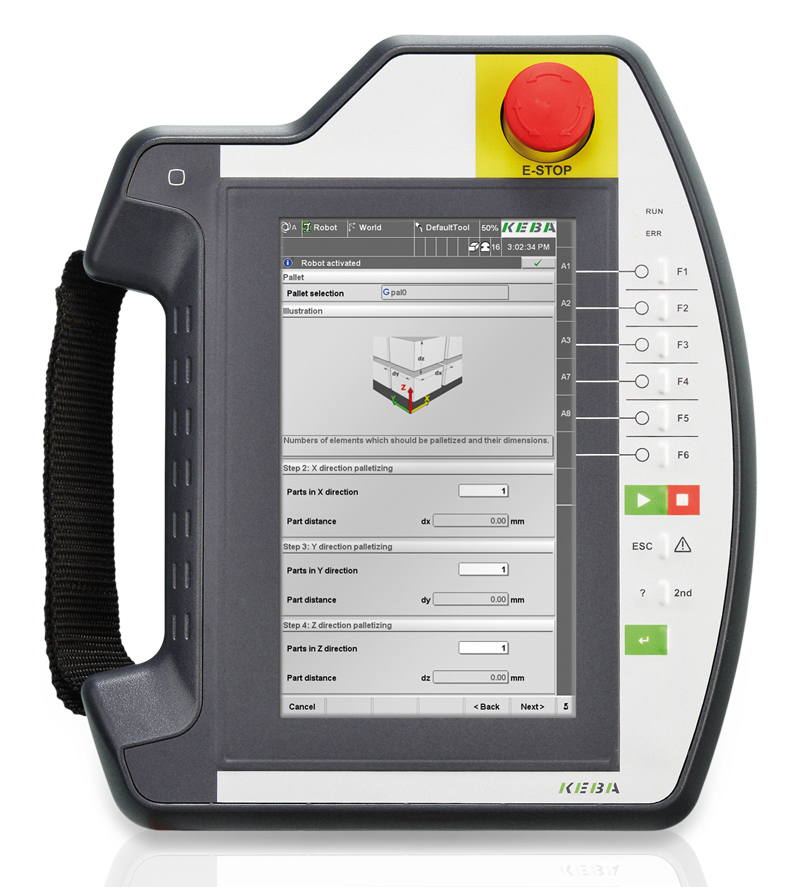 E-STOP
RUN
ERR
A Robot World DefaultTool 50% KEBA
16 3:02:34 PM
Robot activated
A1 F1
Pallet
Pallet selection G pal0
A2 F2
Illustration
A3 F3
dz
dy dx
A7 F4
Z
Y X
A8 F5
Numbers of elements which should be palletized and their dimensions.
F6
Step 2: X direction palletizing
Parts in X direction 1
Part distance dx 0.00 mm
Step 3: Y direction palletizing
ESC
Parts in Y direction 1
? 2nd
Part distance dy 0.00 mm
Step 4: Z direction palletizing
Parts in Z direction 1
Part distance dz 0.00 mm
Cancel < Back Next >
KEBA